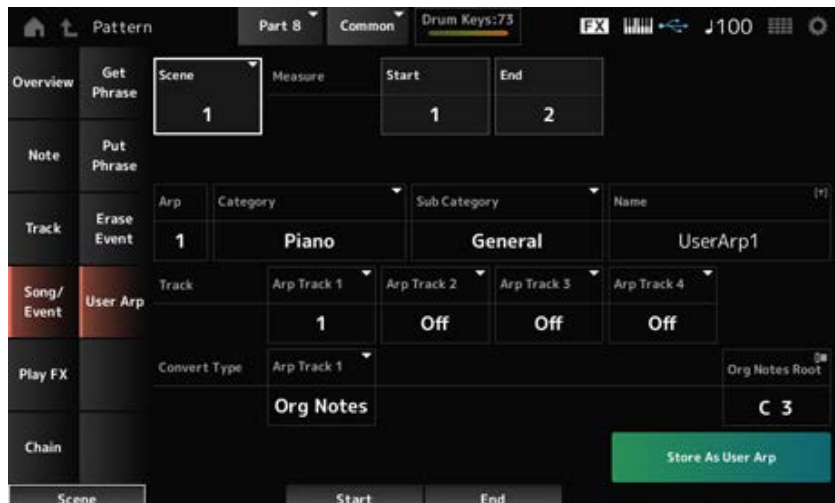 Pattern
Part 8
Common
Drum Keys:73
FX
♩100
Overview
Get
Phrase
Scene
1
Measure
Start
1
End
2
Note
Put
Phrase
Track
Erase
Event
Arp
1
Category
Piano
Sub Category
General
Name
[T]
UserArp1
Song/
Event
User Arp
Track
Arp Track 1
1
Arp Track 2
Off
Arp Track 3
Off
Arp Track 4
Off
Play FX
Convert Type
Arp Track 1
Org Notes
Org Notes Root
C 3
Chain
Store As User Arp
Scene
Start
End